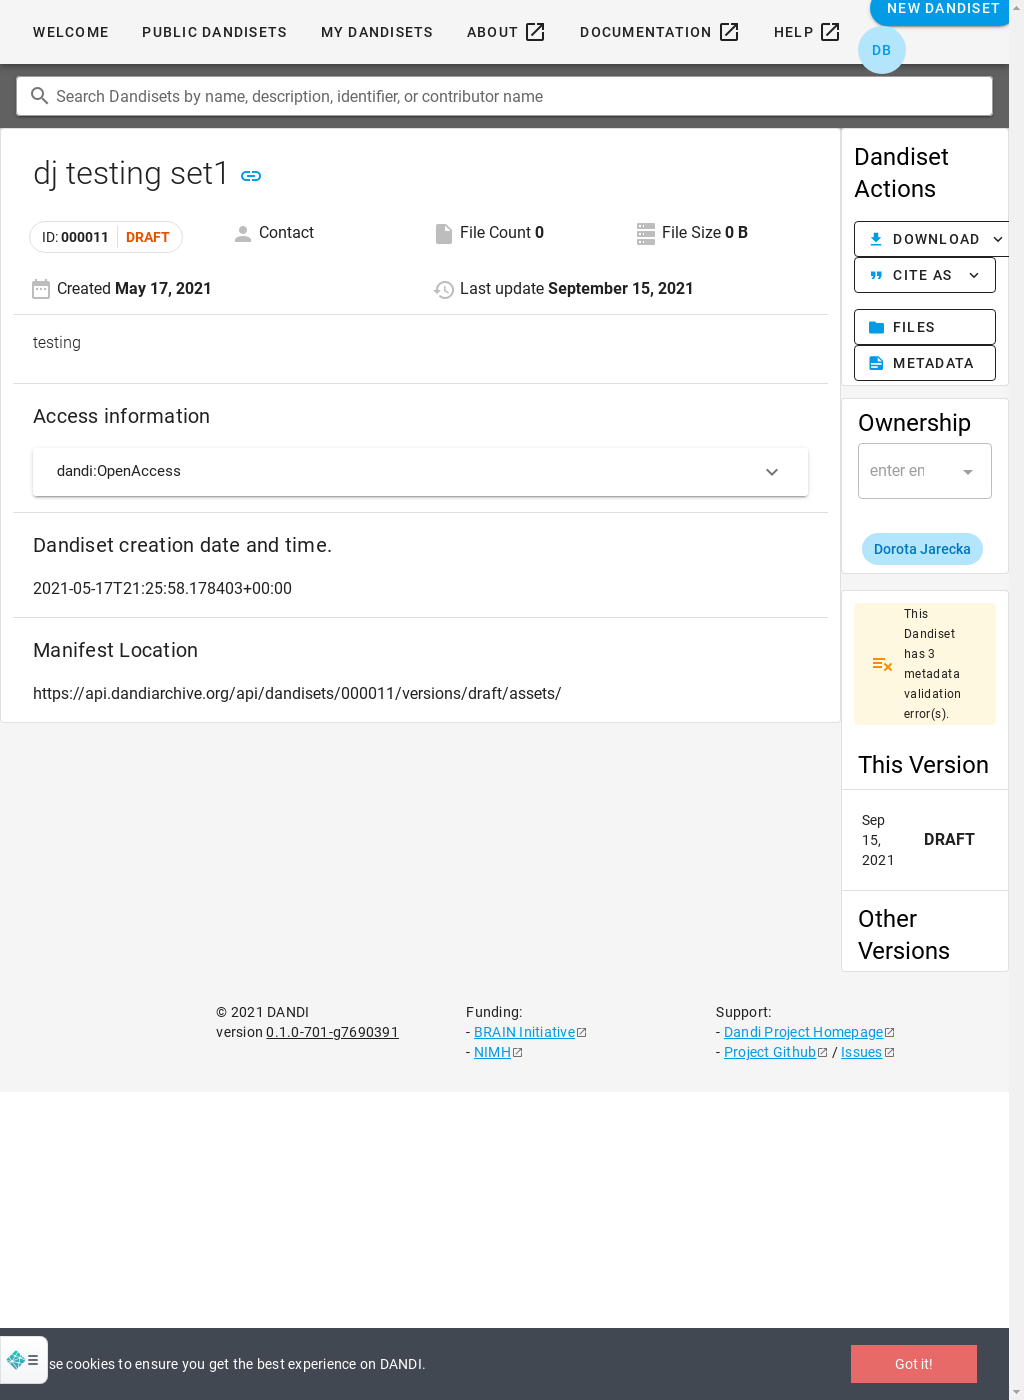 WELCOME
PUBLIC DANDISETS
MY DANDISETS
ABOUT
DOCUMENTATION
HELP
NEW DANDISET
DB
Search Dandisets by name, description, identifier, or contributor name
dj testing set1
ID: 000011 DRAFT
Contact
File Count 0
File Size 0 B
Created May 17, 2021
Last update September 15, 2021
testing
Access information
dandi:OpenAccess
Dandiset creation date and time.
2021-05-17T21:25:58.178403+00:00
Manifest Location
https://api.dandiarchive.org/api/dandisets/000011/versions/draft/assets/
Dandiset
Actions
DOWNLOAD
CITE AS
FILES
METADATA
Ownership
enter en
Dorota Jarecka
This
Dandiset
has 3
metadata
validation
error(s).
This Version
Sep
15,
2021
DRAFT
Other
Versions
© 2021 DANDI
version 0.1.0-701-g7690391
Funding:
- BRAIN Initiative
- NIMH
Support:
- Dandi Project Homepage
- Project Github / Issues
cookies to ensure you get the best experience on DANDI.
Got it!